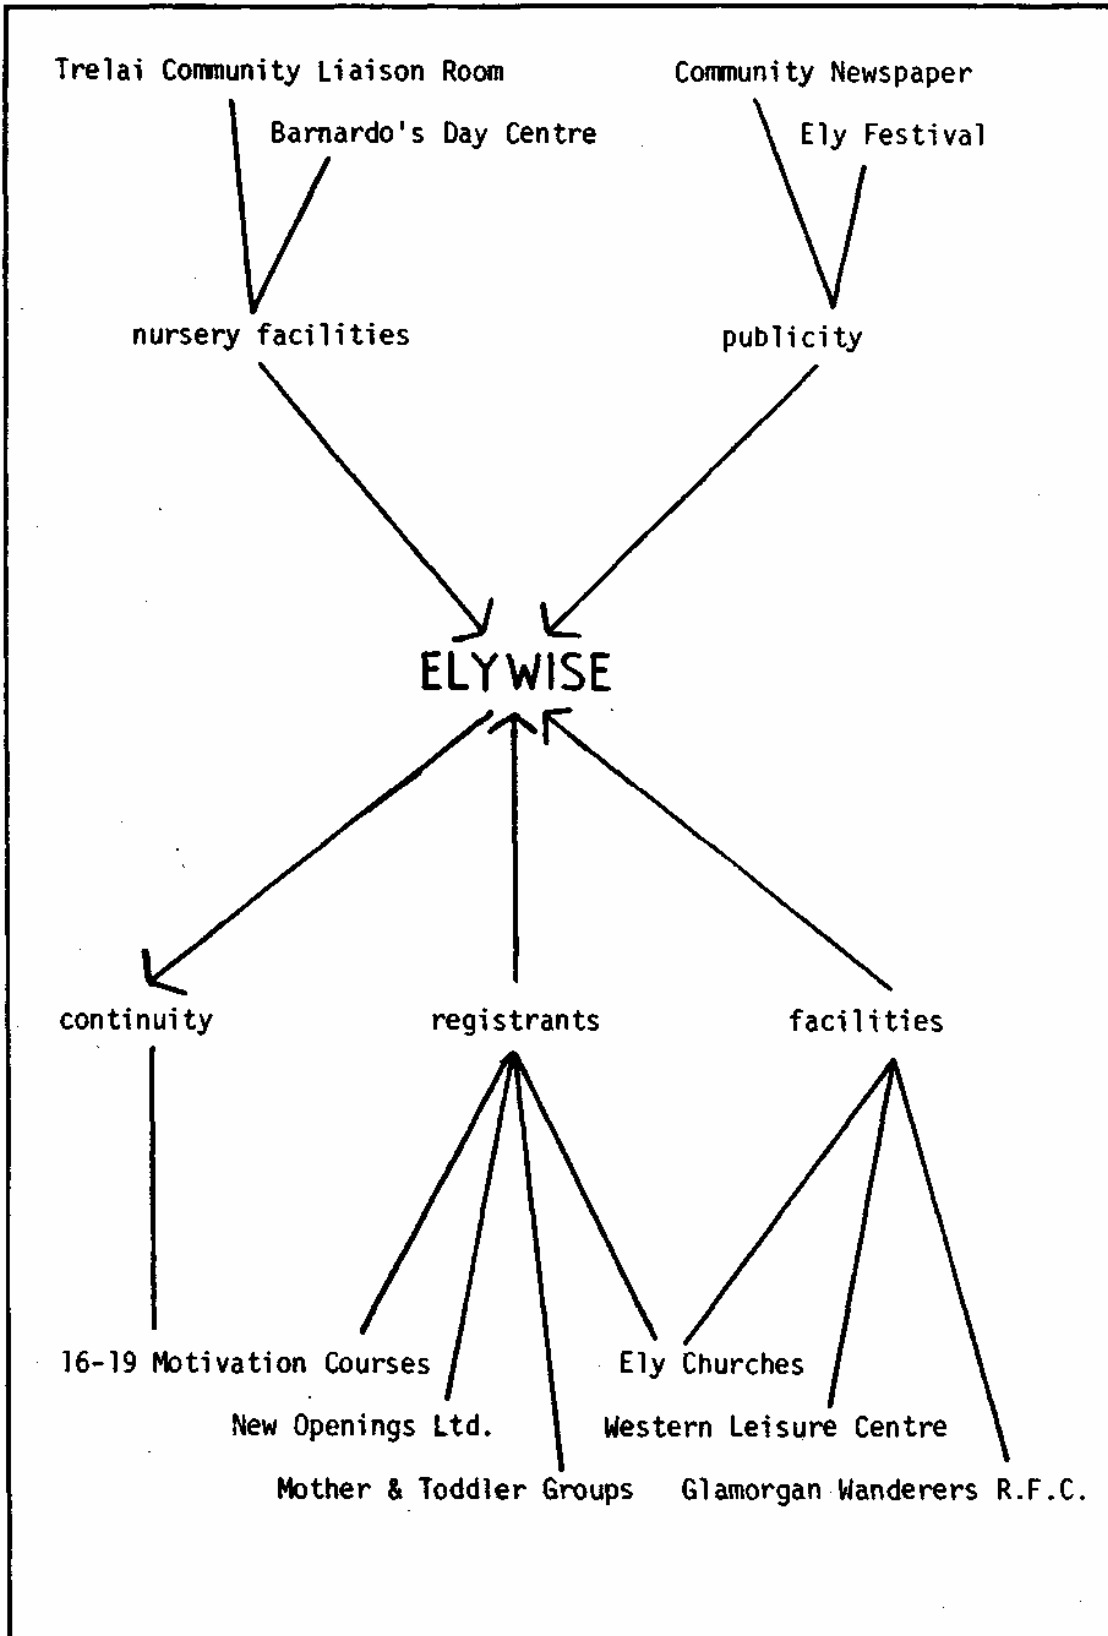 Trelai Community Liaison Room
Community Newspaper
Barnardo's Day Centre
Ely Festival
nursery facilities
publicity
ELYWISE
continuity
registrants
facilities
16-19 Motivation Courses
Ely Churches
New Openings Ltd.
Western Leisure Centre
Mother & Toddler Groups
Glamorgan Wanderers R.F.C.